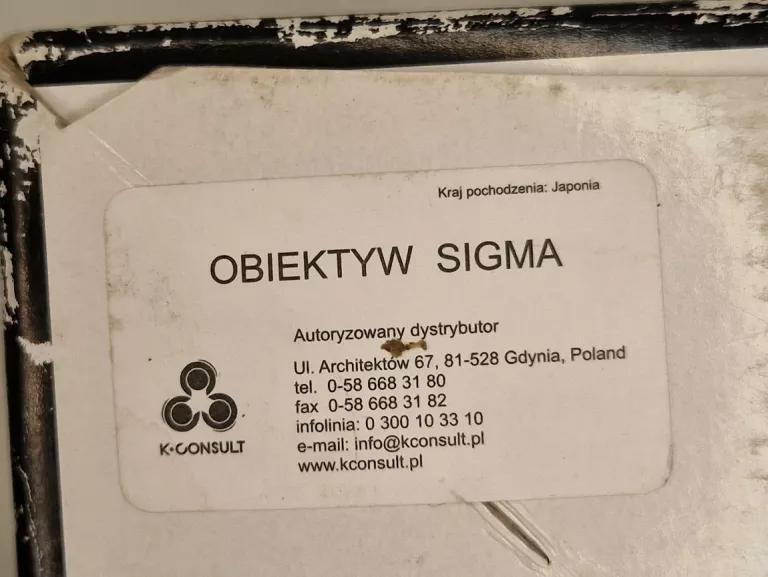 Kraj pochodzenia: Japonia
OBIEKTYW SIGMA
Autoryzowany dystrybutor
Ul. Architektów 67, 81-528 Gdynia, Poland
tel. 0-58 668 31 80
fax 0-58 668 31 82
infolinia: 0 300 10 33 10
e-mail: info@kconsult.pl
www.kconsult.pl
K·CONSULT